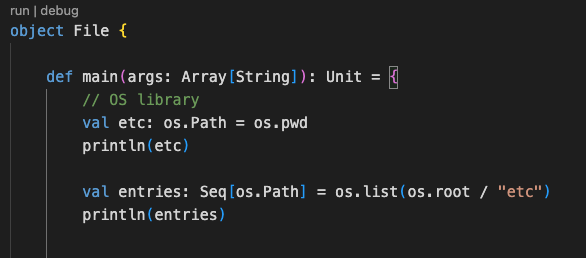 run | debug
object File {
def main(args: Array[String]): Unit = {
// OS library
val etc: os.Path = os.pwd
println(etc)
val entries: Seq[os.Path] = os.list(os.root / "etc")
println(entries)